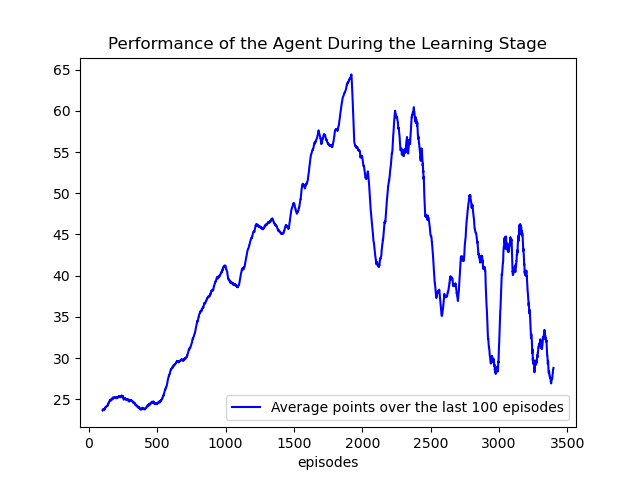 Performance of the Agent During the Learning Stage
65
60
55
50
45
40
35
30
25
Average points over the last 100 episodes
0 500 1000 1500 2000 2500 3000 3500
episodes